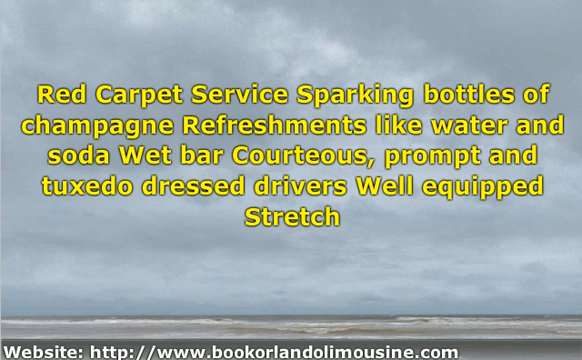 Red Carpet Service Sparking bottles of
champagne Refreshments like water and
soda Wet bar Courteous, prompt and
tuxedo dressed drivers Well equipped
Stretch
Website: http://www.bookorlandolimousine.com